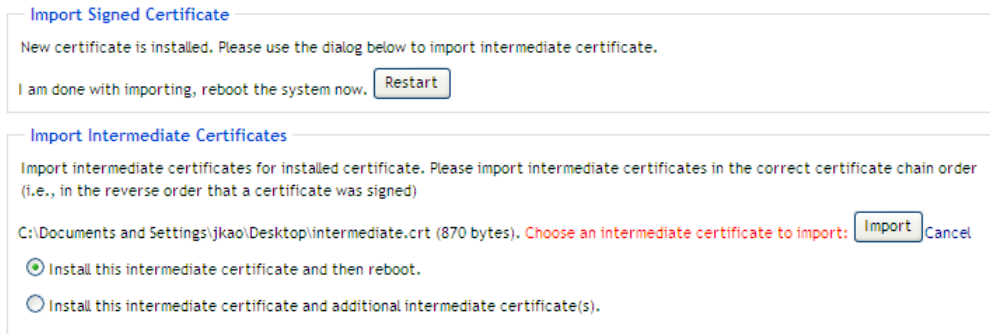 Import Signed Certificate
New certificate is installed. Please use the dialog below to import intermediate certificate.
I am done with importing, reboot the system now. Restart
Import Intermediate Certificates
Import intermediate certificates for installed certificate. Please import intermediate certificates in the correct certificate chain order
(i.e., in the reverse order that a certificate was signed)
C:\Documents and Settings\jkao\Desktop\intermediate.crt (870 bytes). Choose an intermediate certificate to import: Import Cancel
Install this intermediate certificate and then reboot.
Install this intermediate certificate and additional intermediate certificate(s).